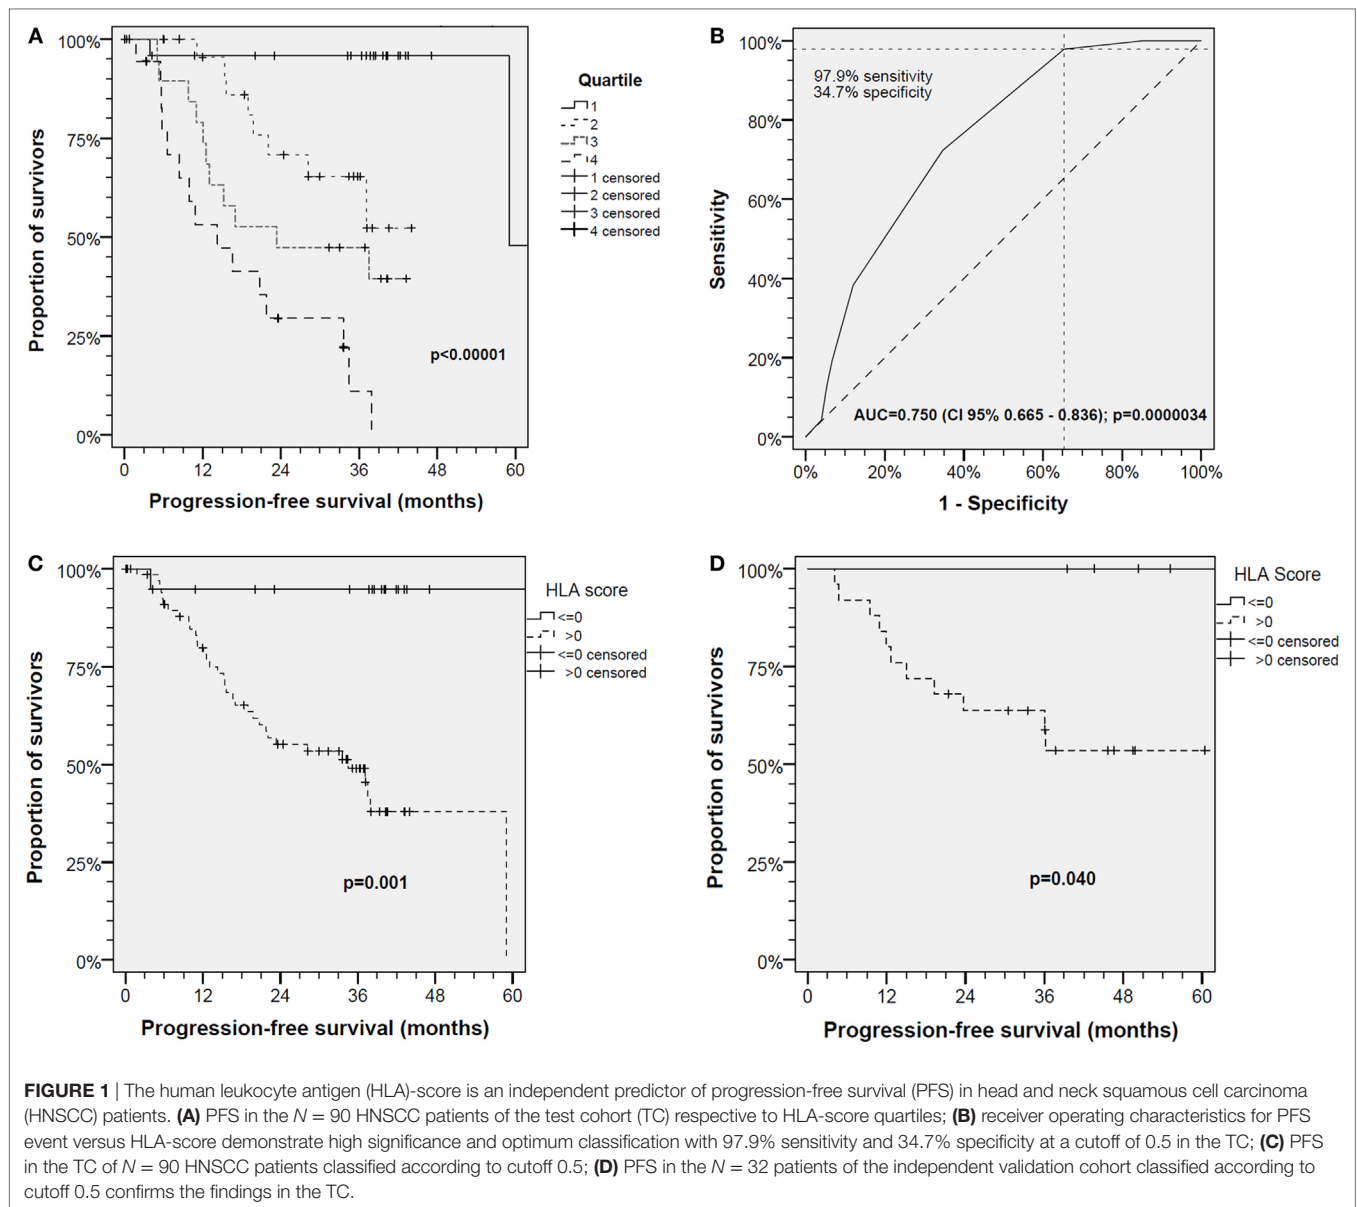 A
100%
75%
50%
25%
0%
Proportion of survivors
0 12 24 36 48 60
Progression-free survival (months)
p<0.00001
Quartile
1
2
3
4
1 censored
2 censored
3 censored
4 censored
B
100%
80%
60%
40%
20%
0%
Sensitivity
97.9% sensitivity
34.7% specificity
AUC=0.750 (CI 95% 0.665 - 0.836); p=0.0000034
0% 20% 40% 60% 80% 100%
1 - Specificity
C
100%
75%
50%
25%
0%
Proportion of survivors
p=0.001
0 12 24 36 48 60
Progression-free survival (months)
HLA score
<=0
>0
<=0 censored
>0 censored
D
100%
75%
50%
25%
0%
Proportion of survivors
p=0.040
0 12 24 36 48 60
Progression-free survival (months)
HLA Score
<=0
>0
<=0 censored
>0 censored
FIGURE 1 | The human leukocyte antigen (HLA)-score is an independent predictor of progression-free survival (PFS) in head and neck squamous cell carcinoma
(HNSCC) patients. (A) PFS in the N = 90 HNSCC patients of the test cohort (TC) respective to HLA-score quartiles; (B) receiver operating characteristics for PFS
event versus HLA-score demonstrate high significance and optimum classification with 97.9% sensitivity and 34.7% specificity at a cutoff of 0.5 in the TC; (C) PFS
in the TC of N = 90 HNSCC patients classified according to cutoff 0.5; (D) PFS in the N = 32 patients of the independent validation cohort classified according to
cutoff 0.5 confirms the findings in the TC.